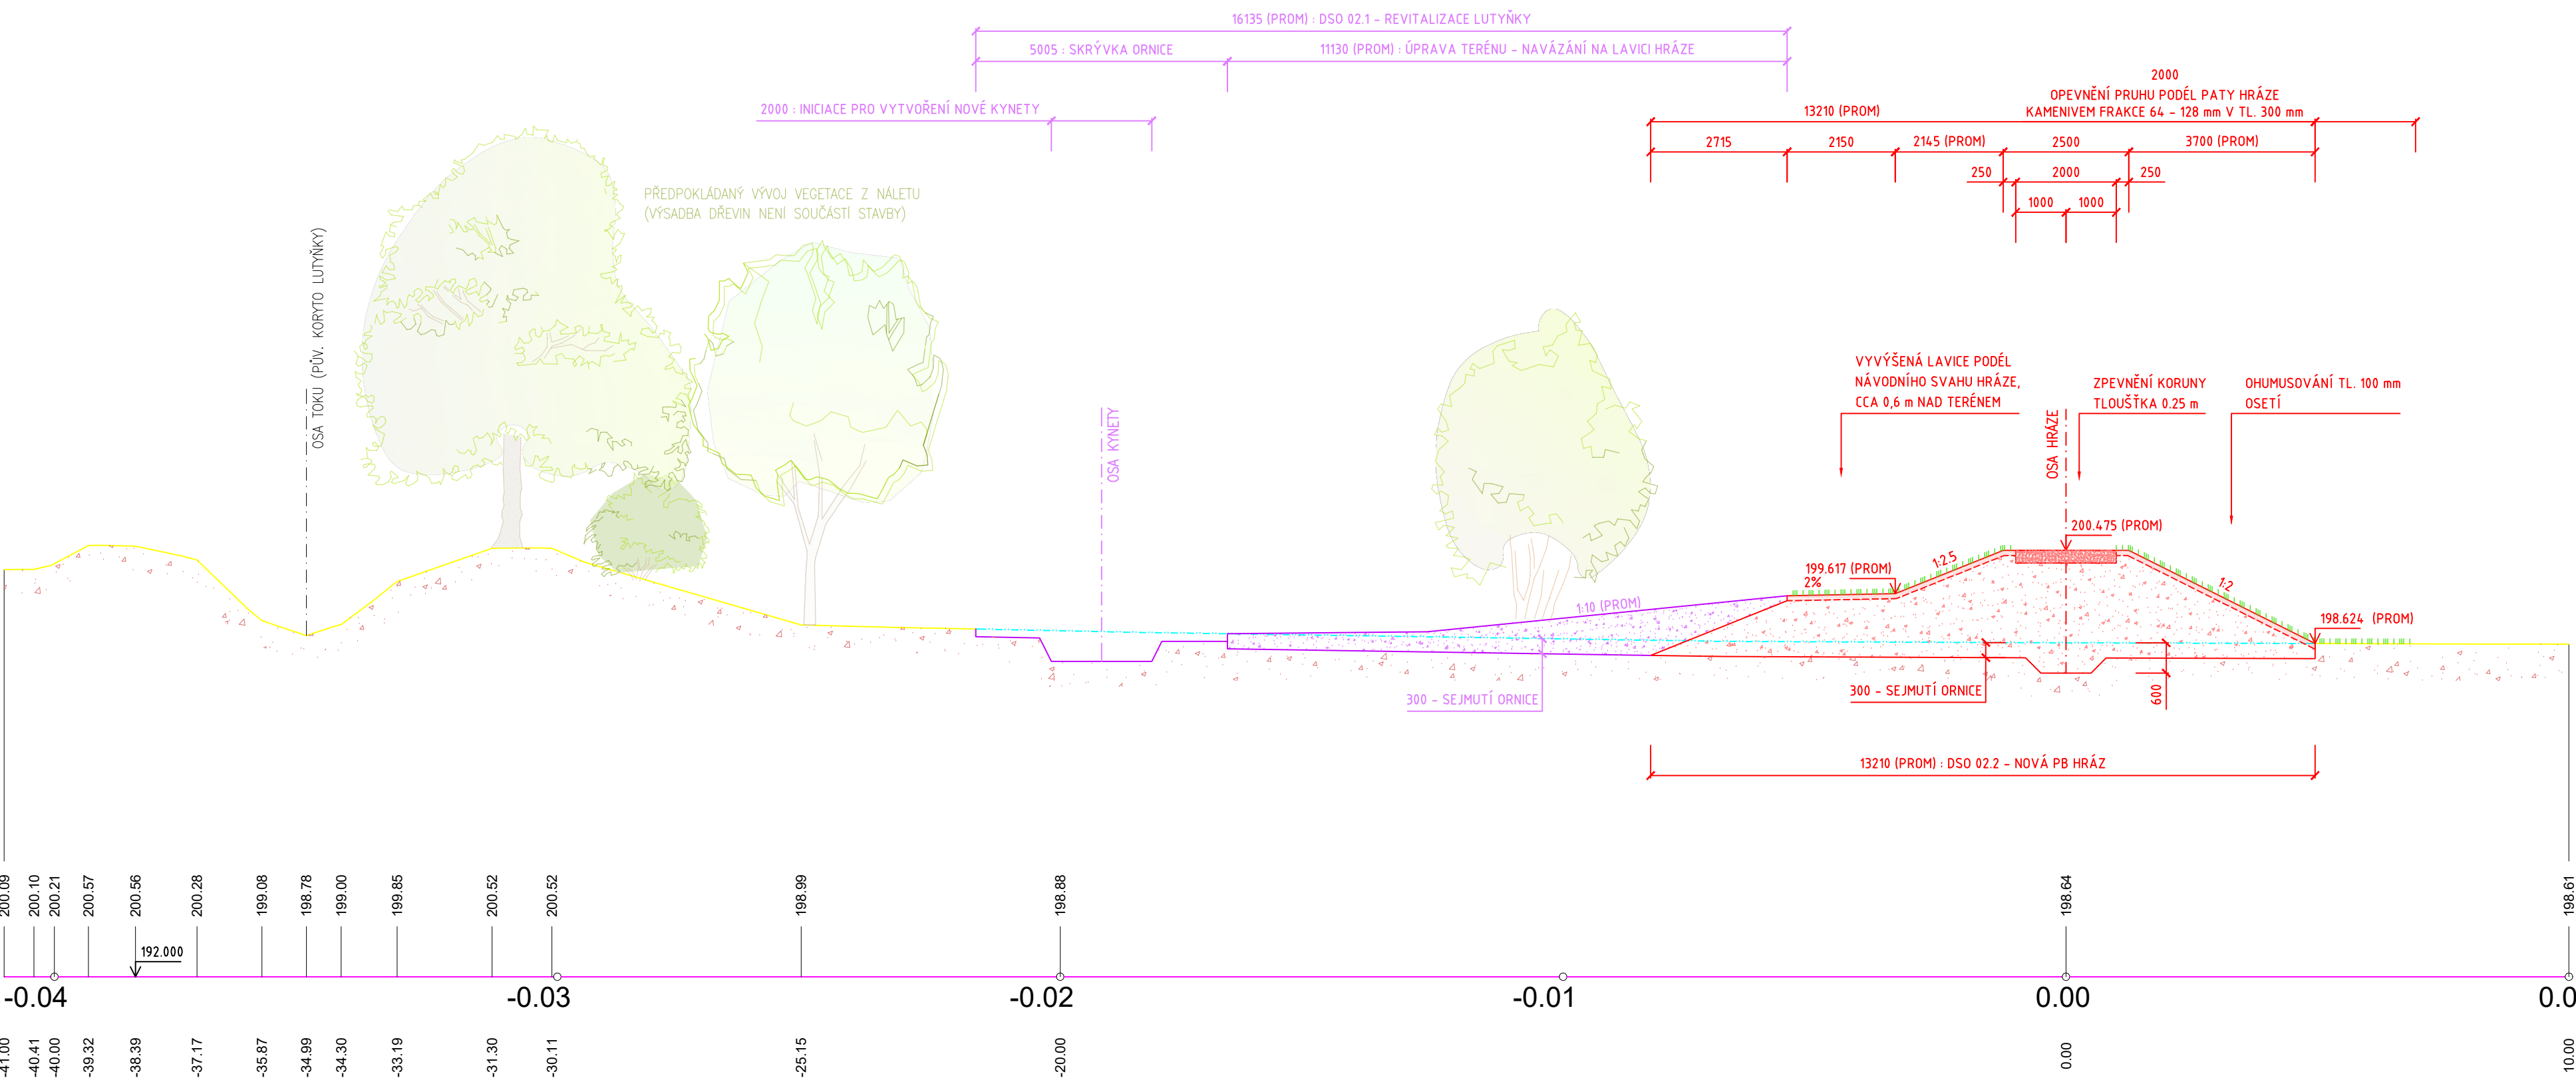 16135 (PROM) : DSO 02.1 - REVITALIZACE LUTYŇKY
5005 : SKRÝVKA ORNICE
11130 (PROM) : ÚPRAVA TERÉNU - NAVÁZÁNÍ NA LAVICI HRÁZE
2000 : INICIACE PRO VYTVOŘENÍ NOVÉ KYNETY
2000
OPEVNĚNÍ PRUHU PODÉL PATY HRÁZE
KAMENIVEM FRAKCE 64 - 128 mm V TL. 300 mm
13210 (PROM)
2715
2150
2145 (PROM)
2500
3700 (PROM)
250
2000
250
1000
1000
PŘEDPOKLÁDANÝ VÝVOJ VEGETACE Z NÁLETU
(VÝSADBA DŘEVIN NENÍ SOUČÁSTÍ STAVBY)
OSA TOKU (PŮV. KORYTO LUTYŇKY)
OSA KYNETY
VYVÝŠENÁ LAVICE PODÉL
NÁVODNÍHO SVAHU HRÁZE,
CCA 0,6 m NAD TERÉNEM
OSA HRÁZE
ZPEVNĚNÍ KORUNY
TLOUŠŤKA 0.25 m
OHUMUSOVÁNÍ TL. 100 mm
OSETÍ
200.475 (PROM)
199.617 (PROM)
2%
1:2.5
1:2
1:10 (PROM)
198.624 (PROM)
300 - SEJMUTÍ ORNICE
300 - SEJMUTÍ ORNICE
600
13210 (PROM) : DSO 02.2 - NOVÁ PB HRÁZ
200.09
200.10
200.21
200.57
200.56
200.28
199.08
198.78
199.00
199.85
200.52
200.52
198.99
198.88
198.64
198.61
192.000
-0.04
-0.03
-0.02
-0.01
0.00
0.0
-41.00
-40.41
-40.00
-39.32
-38.39
-37.17
-35.87
-34.99
-34.30
-33.19
-31.30
-30.11
-25.15
-20.00
0.00
10.00